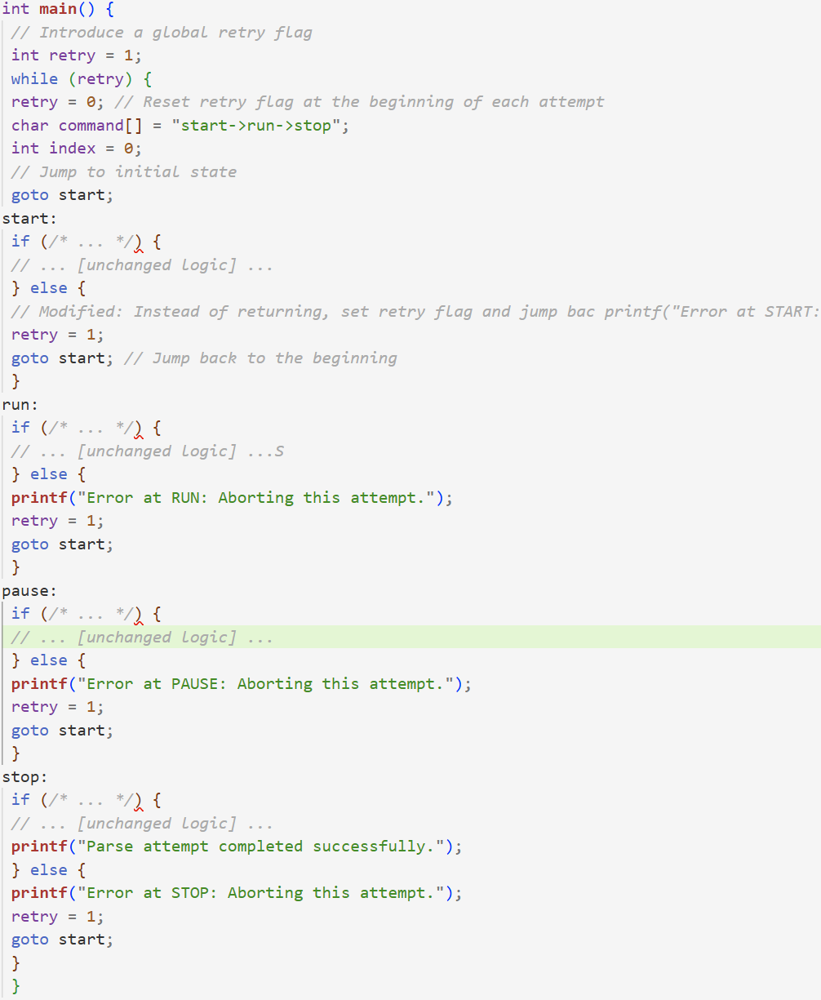 int main() {
// Introduce a global retry flag
int retry = 1;
while (retry) {
retry = 0; // Reset retry flag at the beginning of each attempt
char command[] = "start->run->stop";
int index = 0;
// Jump to initial state
goto start;
start:
if (/* ... */) {
// ... [unchanged logic] ...
} else {
// Modified: Instead of returning, set retry flag and jump bac printf("Error at START:
retry = 1;
goto start; // Jump back to the beginning
}
run:
if (/* ... */) {
// ... [unchanged logic] ...S
} else {
printf("Error at RUN: Aborting this attempt.");
retry = 1;
goto start;
}
pause:
if (/* ... */) {
// ... [unchanged logic] ...
} else {
printf("Error at PAUSE: Aborting this attempt.");
retry = 1;
goto start;
}
stop:
if (/* ... */) {
// ... [unchanged logic] ...
printf("Parse attempt completed successfully.");
} else {
printf("Error at STOP: Aborting this attempt.");
retry = 1;
goto start;
}
}